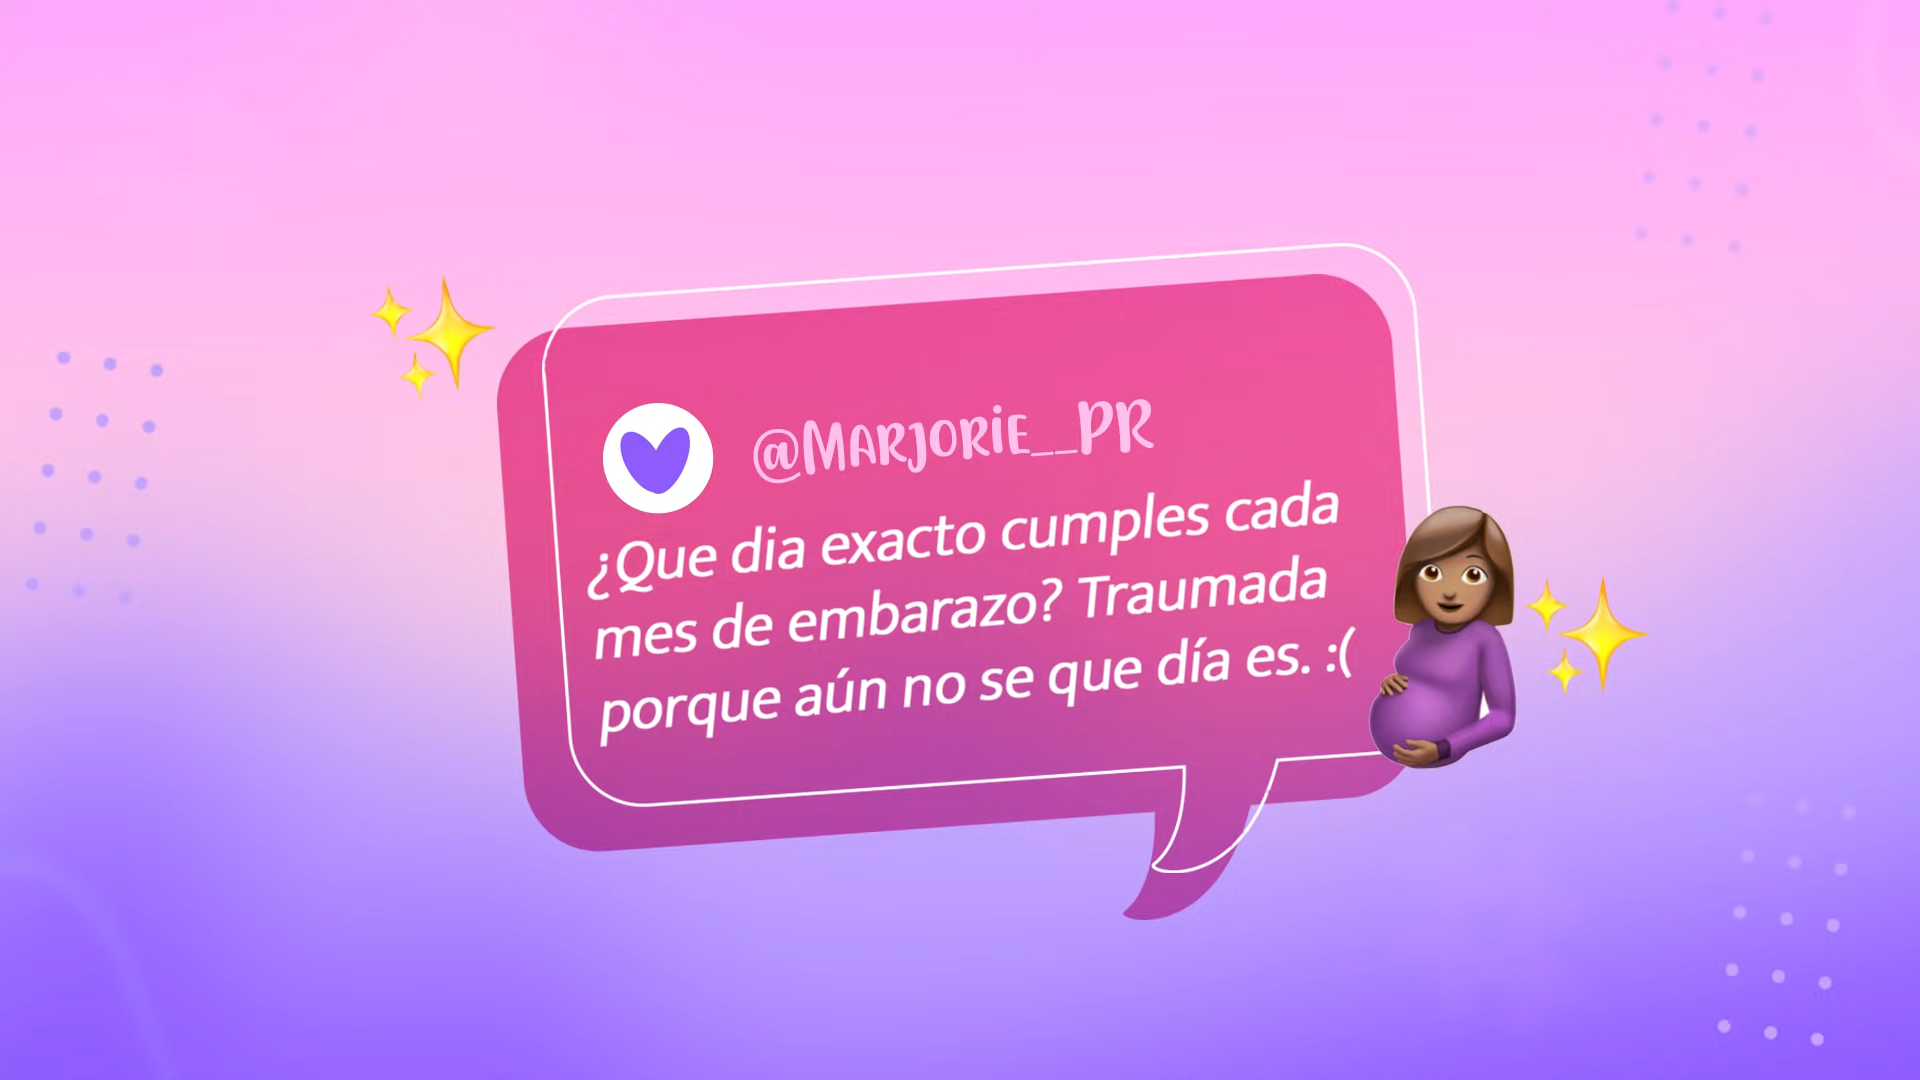 @MARJORiE__PR
¿Que dia exacto cumples cada
mes de embarazo? Traumada
porque aún no se que día es. :(